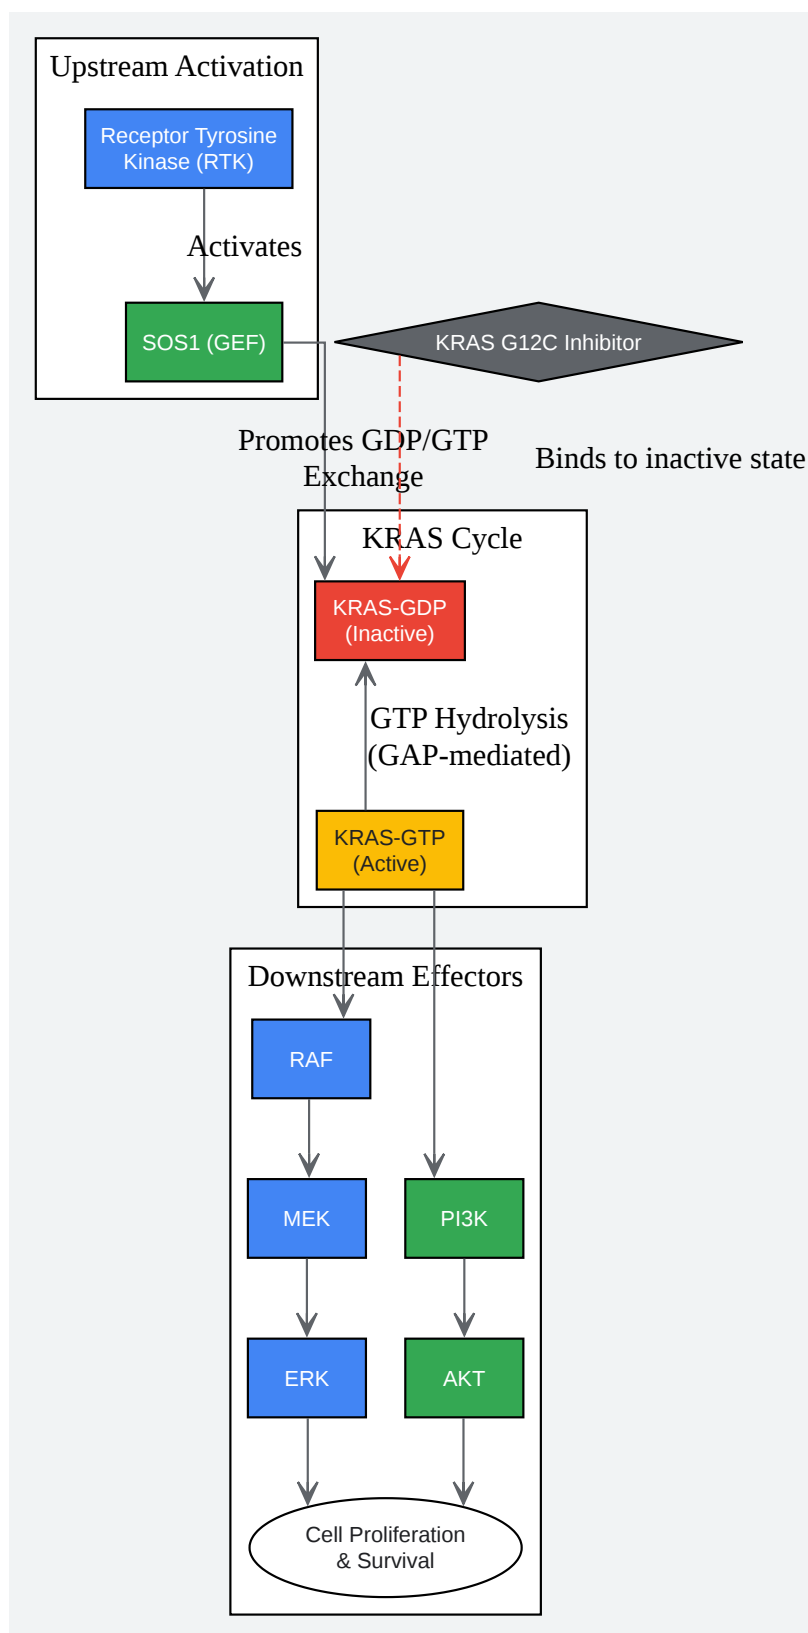 Upstream Activation
Receptor Tyrosine
Kinase (RTK)
Activates
SOS1 (GEF)
KRAS G12C Inhibitor
Promotes GDP/GTP
Exchange
Binds to inactive state
KRAS Cycle
KRAS-GDP
(Inactive)
GTP Hydrolysis
(GAP-mediated)
KRAS-GTP
(Active)
Downstream Effectors
RAF
MEK
PI3K
ERK
AKT
Cell Proliferation
& Survival